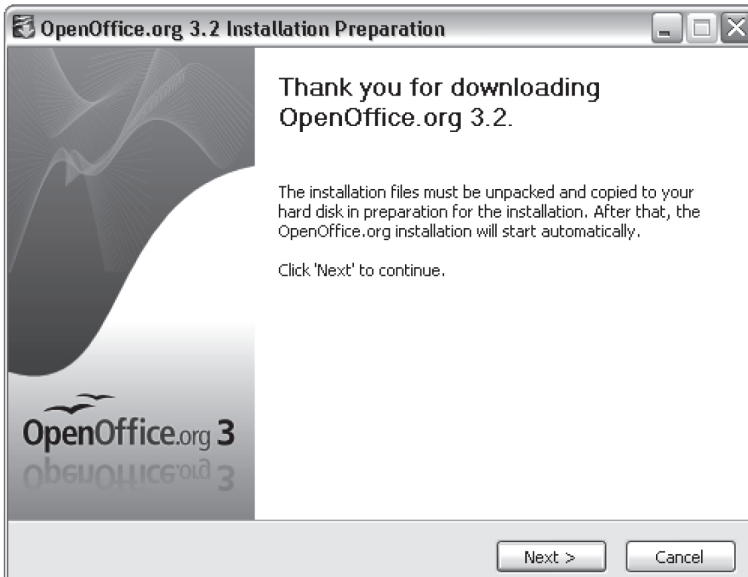 OpenOffice.org 3.2 Installation Preparation
Thank you for downloading
OpenOffice.org 3.2.
The installation files must be unpacked and copied to your
hard disk in preparation for the installation. After that, the
OpenOffice.org installation will start automatically.
Click 'Next' to continue.
OpenOffice.org 3
Next >
Cancel